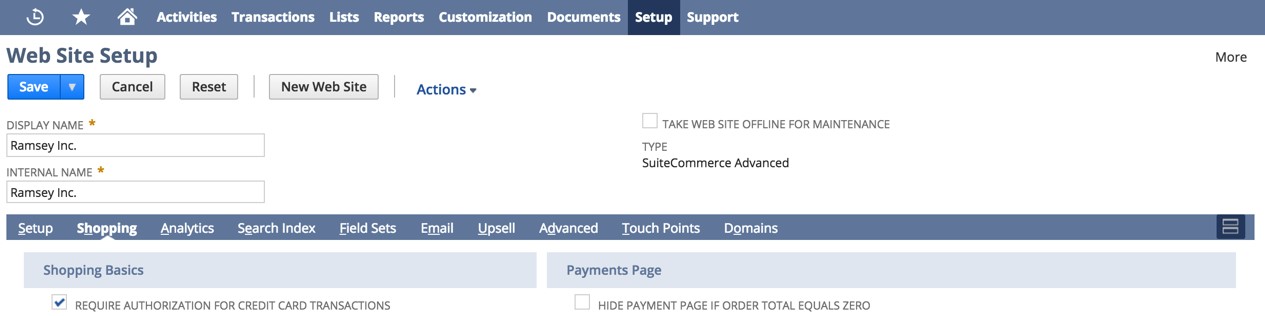 Activities Transactions Lists Reports Customization Documents Setup Support
Web Site Setup
More
Save Cancel Reset New Web Site Actions
DISPLAY NAME *
Ramsey Inc.
INTERNAL NAME *
Ramsey Inc.
TAKE WEB SITE OFFLINE FOR MAINTENANCE
TYPE
SuiteCommerce Advanced
Setup Shopping Analytics Search Index Field Sets Email Upsell Advanced Touch Points Domains
Shopping Basics
REQUIRE AUTHORIZATION FOR CREDIT CARD TRANSACTIONS
Payments Page
HIDE PAYMENT PAGE IF ORDER TOTAL EQUALS ZERO